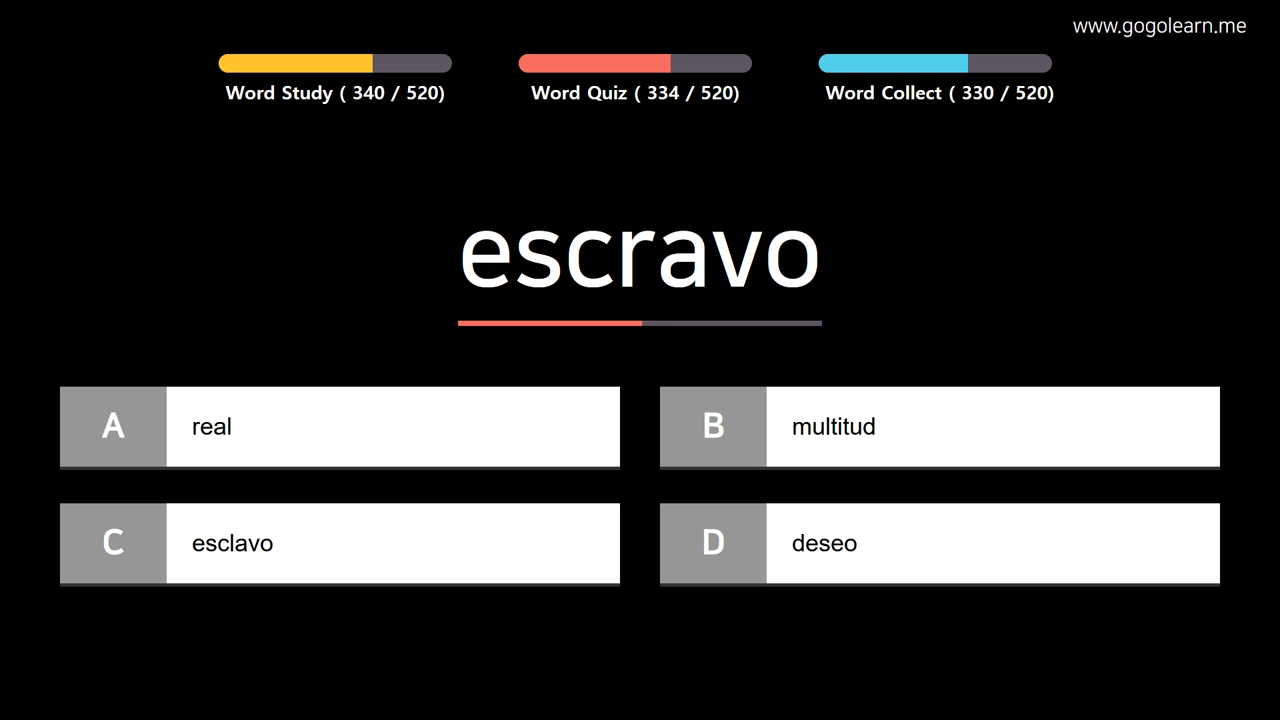 www.gogolearn.me
Word Study ( 340 / 520)
Word Quiz ( 334 / 520)
Word Collect ( 330 / 520)
escravo
A real
B multitud
C esclavo
D deseo